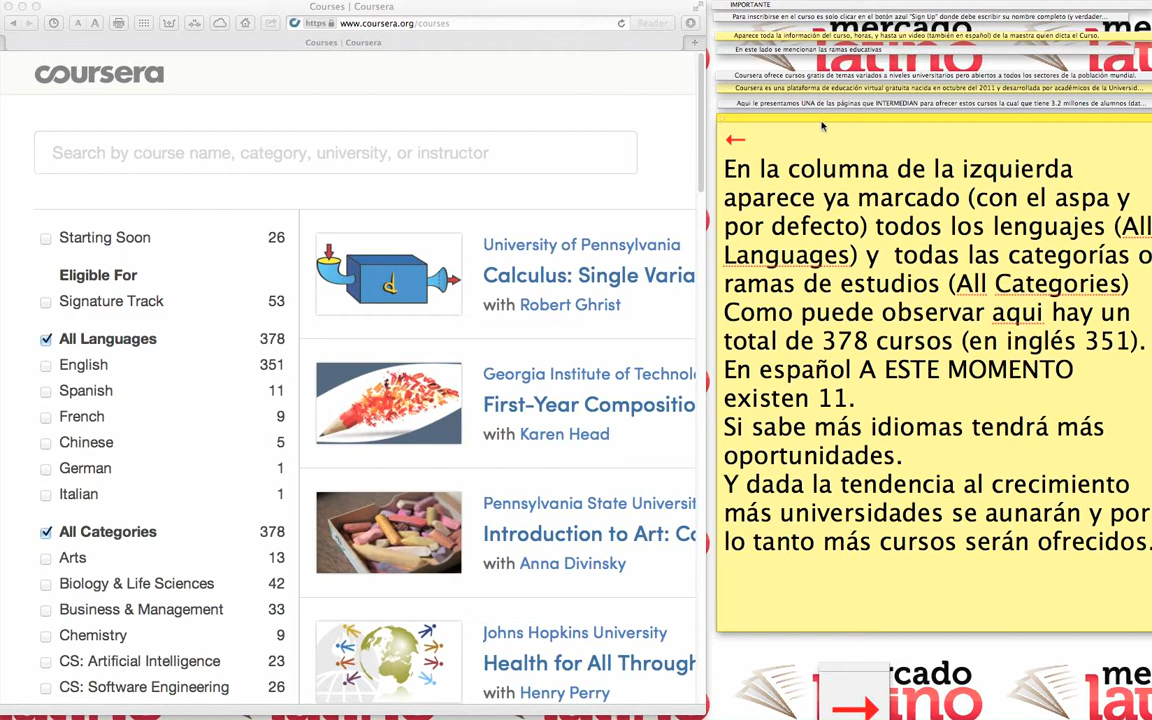 Courses | Coursera
https
www.coursera.org/courses
Reader
Courses | Coursera
coursera
Search by course name, category, university, or instructor
Starting Soon 26
Eligible For
Signature Track 53
All Languages 378
English 351
Spanish 11
French 9
Chinese 5
German 1
Italian 1
All Categories 378
Arts 13
Biology & Life Sciences 42
Business & Management 33
Chemistry 9
CS: Artificial Intelligence 23
CS: Software Engineering 26
University of Pennsylvania
Calculus: Single Varia
with Robert Ghrist
Georgia Institute of Technol
First-Year Compositio
with Karen Head
Pennsylvania State Universit
Introduction to Art: Co
with Anna Divinsky
Johns Hopkins University
Health for All Through
with Henry Perry
IMPORTANTE
Para inscribirse en el curso es solo clicar en el botón azul "Sign Up" donde debe escribir su nombre completo (y verdader...
Aparece toda la información del curso, horas, y hasta un video (también en español) de la maestra quien dicta el Curso.
En este lado se mencionan las ramas educativas
Coursera ofrece cursos gratis de temas variados a niveles universitarios pero abiertos a todos los sectores de la población mundial.
Coursera es una plataforma de educación virtual gratuita nacida en octubre del 2011 y desarrollada por académicos de la Universid...
Aqui le presentamos UNA de las páginas que INTERMEDIAN para ofrecer estos cursos la cual que tiene 3.2 millones de alumnos (dat...
←
En la columna de la izquierda
aparece ya marcado (con el aspa y
por defecto) todos los lenguajes (All
Languages) y todas las categorías o
ramas de estudios (All Categories)
Como puede observar aqui hay un
total de 378 cursos (en inglés 351).
En español A ESTE MOMENTO
existen 11.
Si sabe más idiomas tendrá más
oportunidades.
Y dada la tendencia al crecimiento
más universidades se aunarán y por
lo tanto más cursos serán ofrecidos.
→
rcado
ino
merc
latino